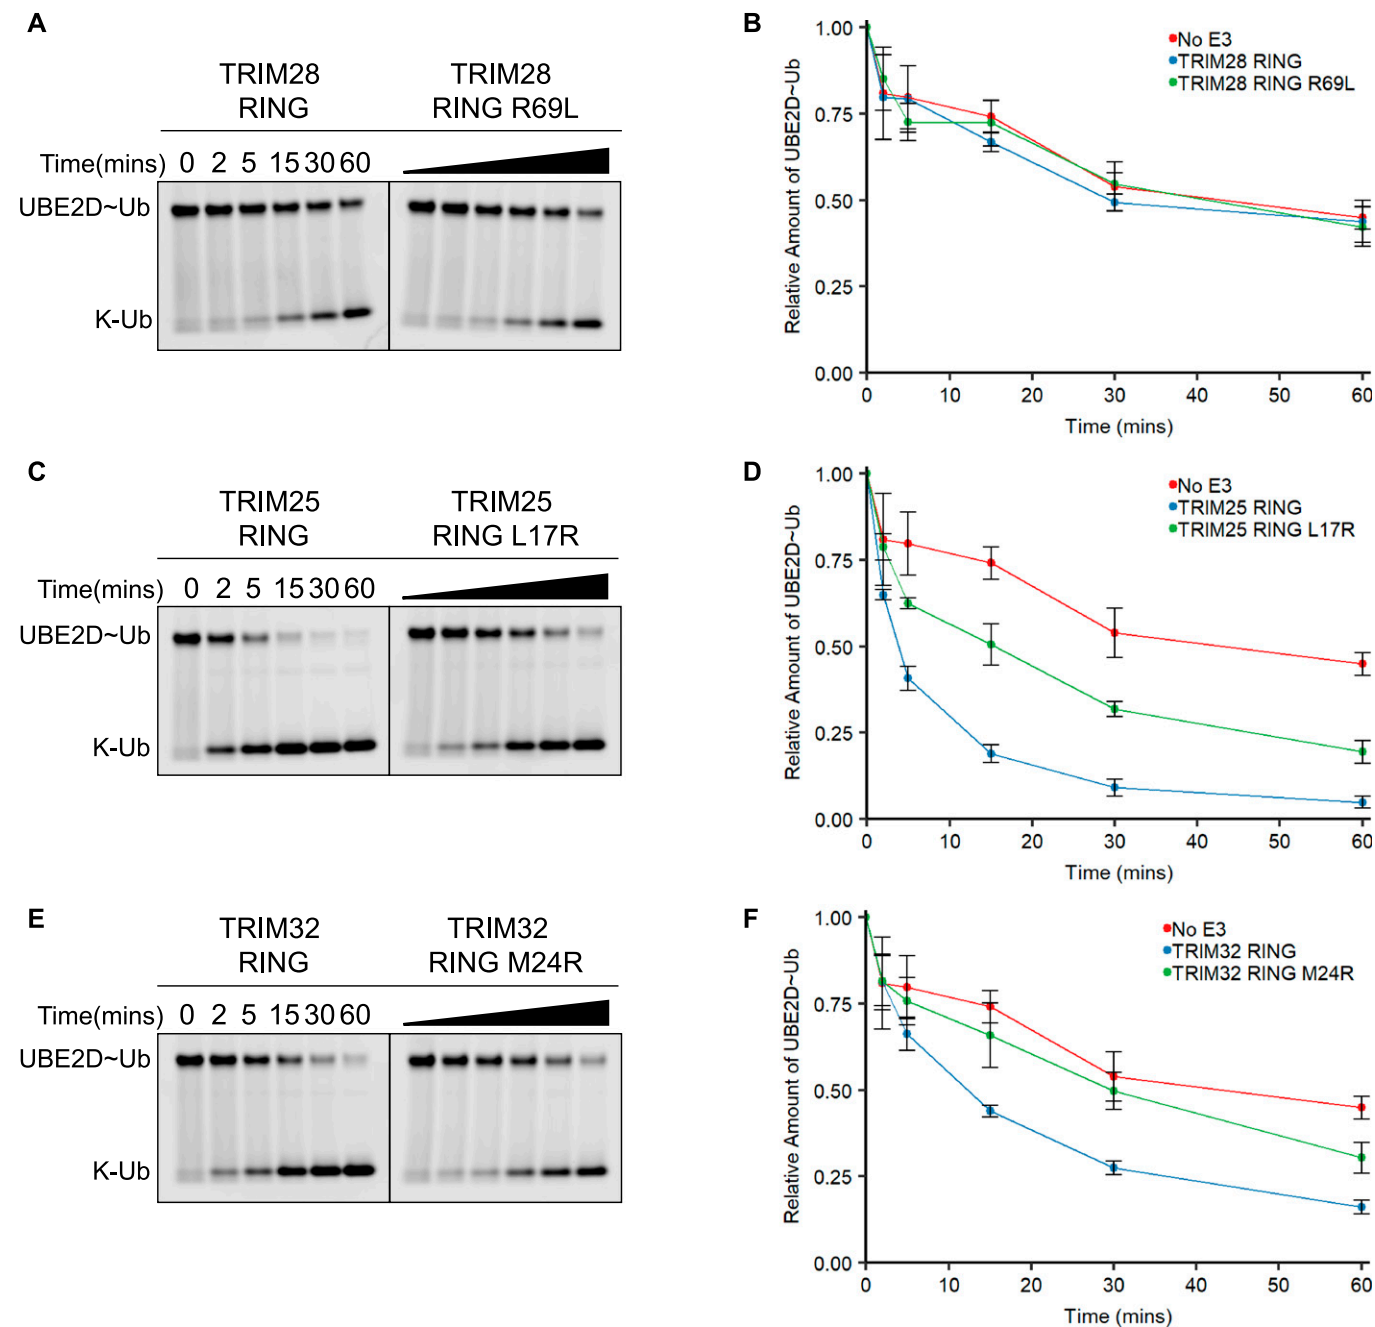 A
TRIM28
RING
TRIM28
RING R69L
Time(mins) 0 2 5 15 30 60
UBE2D~Ub
K-Ub
B
Relative Amount of UBE2D~Ub
1.00
0.75
0.50
0.25
0.00
0 10 20 30 40 50 60
Time (mins)
No E3
TRIM28 RING
TRIM28 RING R69L
C
TRIM25
RING
TRIM25
RING L17R
Time(mins) 0 2 5 15 30 60
UBE2D~Ub
K-Ub
D
Relative Amount of UBE2D~Ub
1.00
0.75
0.50
0.25
0.00
0 10 20 30 40 50 60
Time (mins)
No E3
TRIM25 RING
TRIM25 RING L17R
E
TRIM32
RING
TRIM32
RING M24R
Time(mins) 0 2 5 15 30 60
UBE2D~Ub
K-Ub
F
Relative Amount of UBE2D~Ub
1.00
0.75
0.50
0.25
0.00
0 10 20 30 40 50 60
Time (mins)
No E3
TRIM32 RING
TRIM32 RING M24R